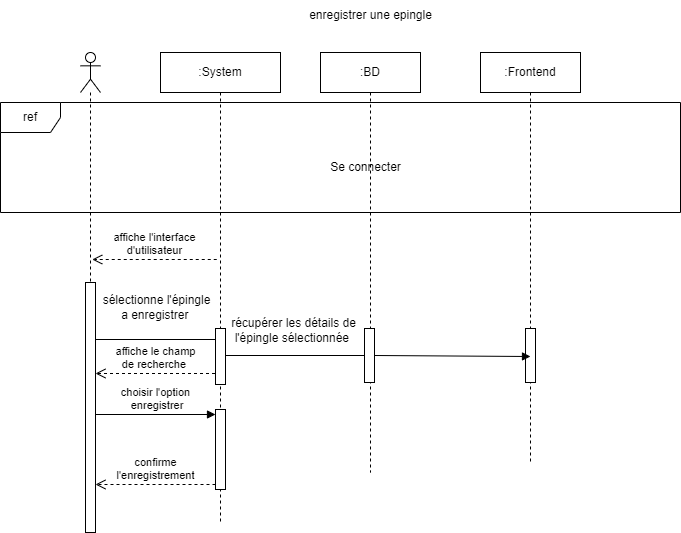 enregistrer une epingle
:System
:BD
:Frontend
ref
Se connecter
affiche l'interface
d'utilisateur
sélectionne l'épingle
a enregistrer
récupérer les détails de
l'épingle sélectionnée
affiche le champ
de recherche
choisir l'option
enregistrer
confirme
l'enregistrement